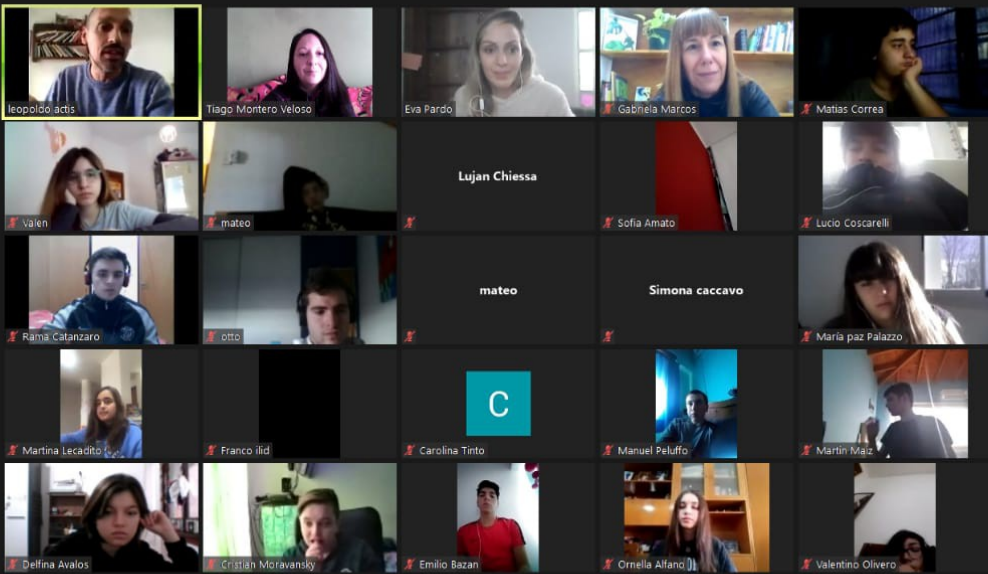 leopoldo actis
Tiago Montero Veloso
Eva Pardo
Gabriela Marcos
Matias Correa
Valen
mateo
Lujan Chiessa
Sofia Amato
Lucio Coscarelli
Rama Catanzaro
otto
mateo
Simona caccavo
María paz Palazzo
Martina Lecadito
Franco ilid
C
Carolina Tinto
Manuel Peluffo
Martin Maiz
Delfina Avalos
Cristian Moravansky
Emilio Bazan
Ornella Alfano
Valentino Olivero